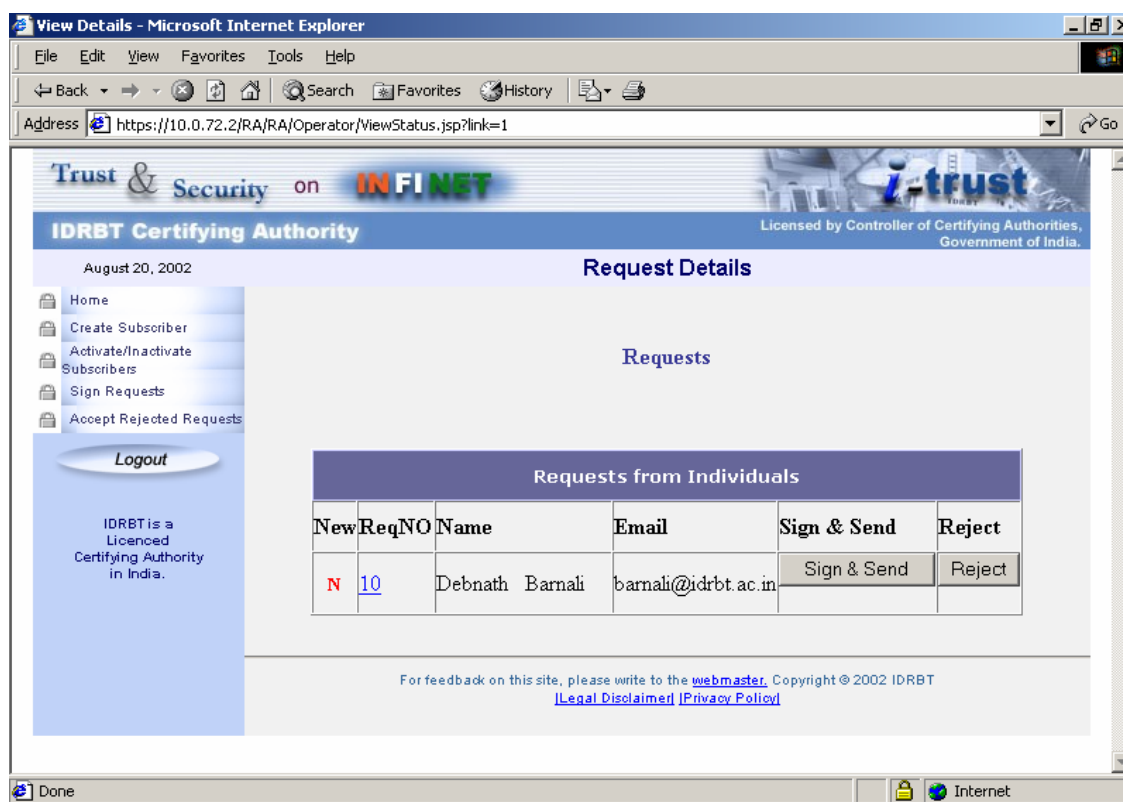 View Details - Microsoft Internet Explorer
File Edit View Favorites Tools Help
Back Search Favorites History
Address https://10.0.72.2/RA/RA/Operator/ViewStatus.jsp?link=1 Go
Trust & Security on INFINET i-trust
IDRBT
IDRBT Certifying Authority
Licensed by Controller of Certifying Authorities,
Government of India.
August 20, 2002 Request Details
Home
Create Subscriber
Activate/Inactivate
Subscribers
Sign Requests
Accept Rejected Requests
Logout
IDRBT is a
Licenced
Certifying Authority
in India.
Requests
Requests from Individuals
New ReqNO Name Email Sign & Send Reject
N 10 Debnath Barnali barnali@idrbt.ac.in Sign & Send Reject
For feedback on this site, please write to the webmaster. Copyright © 2002 IDRBT
|Legal Disclaimer| |Privacy Policy|
Done Internet